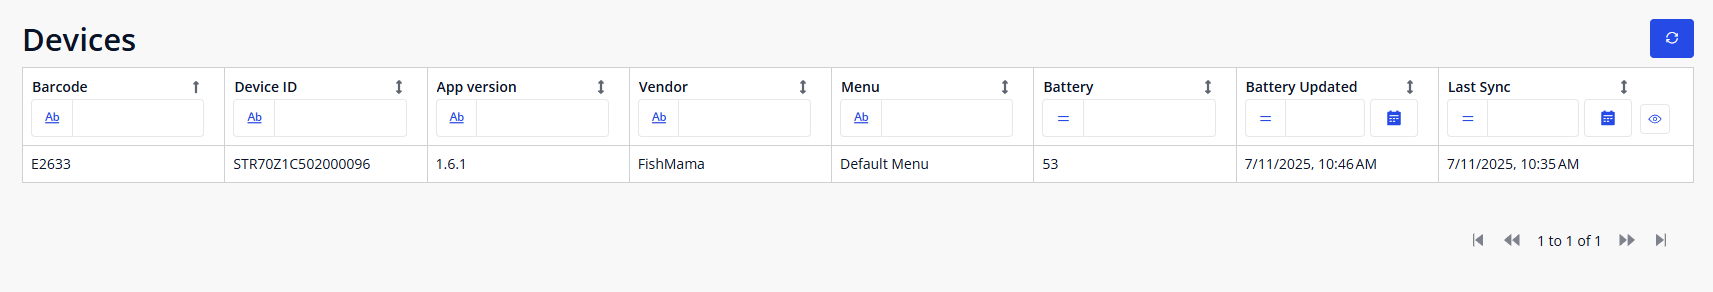 Devices
Barcode Device ID App version Vendor Menu Battery Battery Updated Last Sync
Ab Ab Ab Ab Ab = = =
E2633 STR70Z1C502000096 1.6.1 FishMama Default Menu 53 7/11/2025, 10:46 AM 7/11/2025, 10:35 AM
1 to 1 of 1